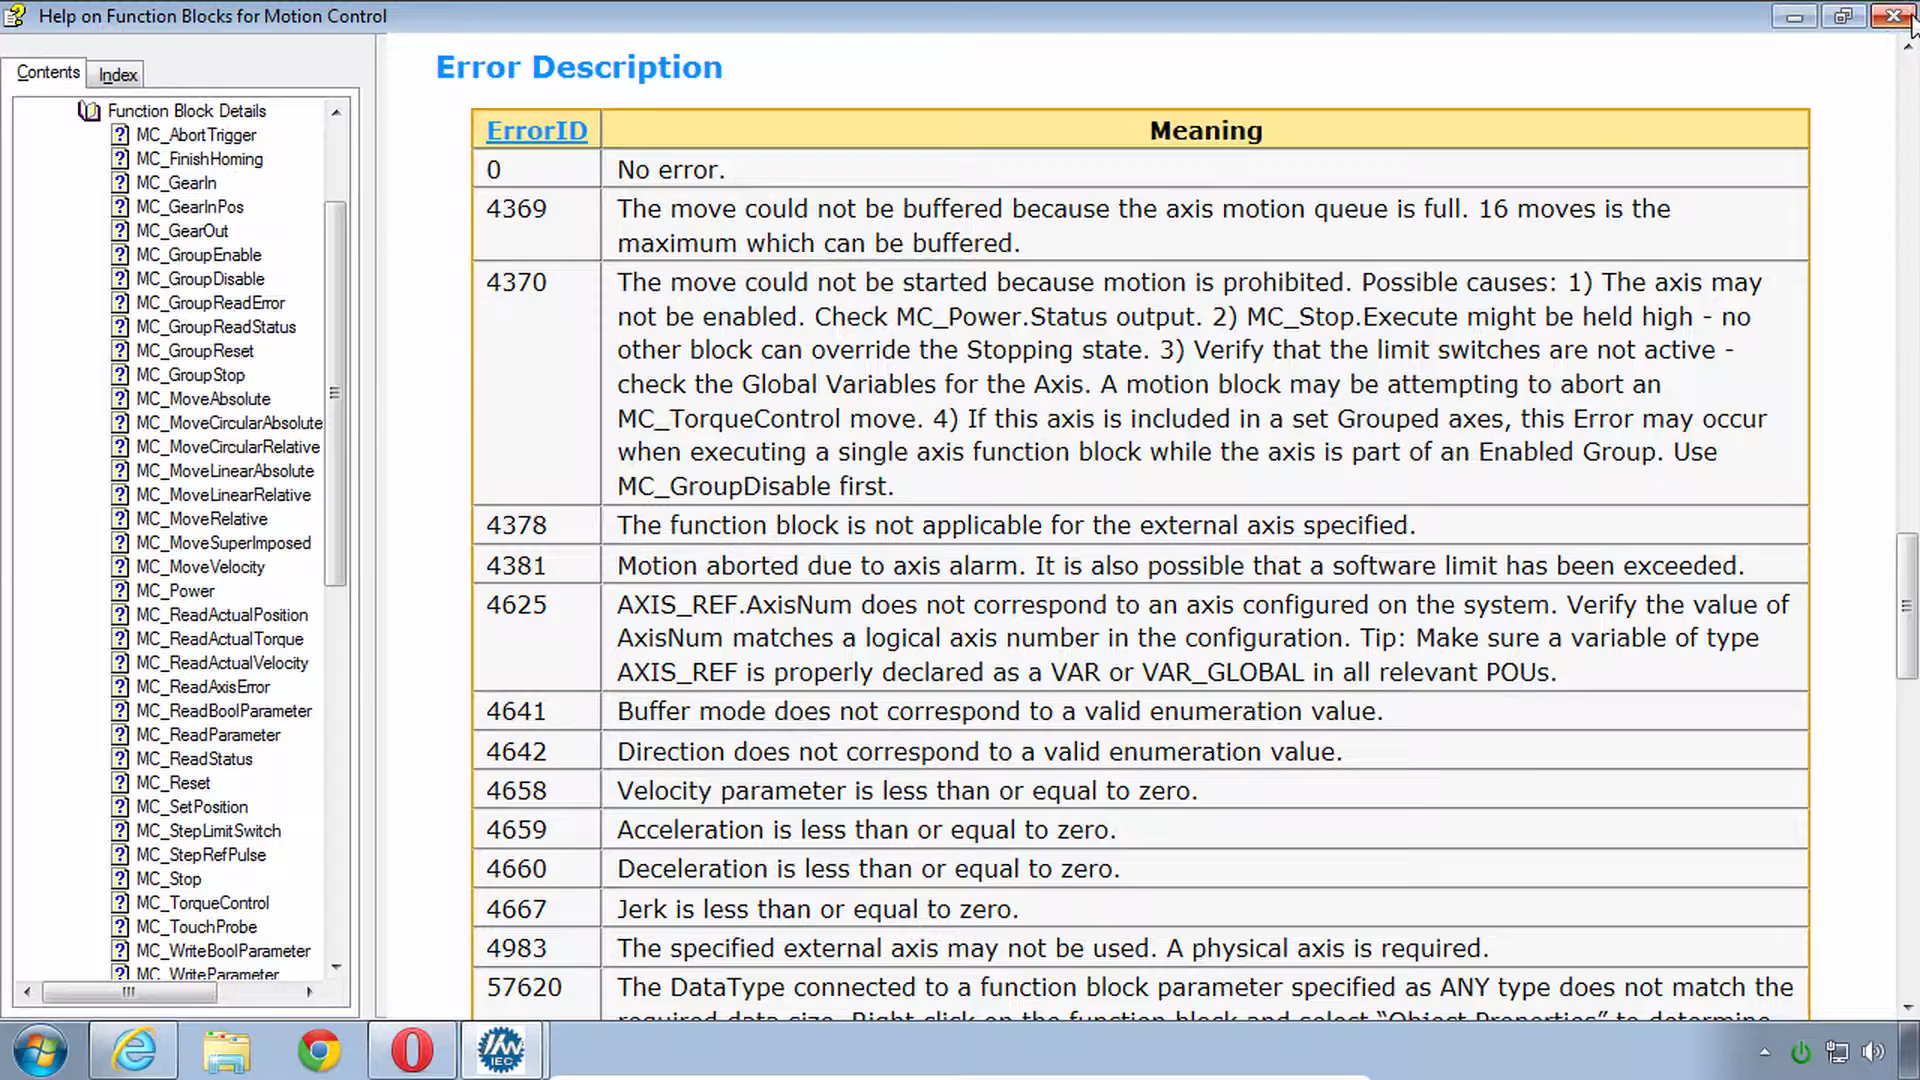 Help on Function Blocks for Motion Control
Contents
Index
Function Block Details
MC_AbortTrigger
MC_FinishHoming
MC_GearIn
MC_GearInPos
MC_GearOut
MC_GroupEnable
MC_GroupDisable
MC_GroupReadError
MC_GroupReadStatus
MC_GroupReset
MC_GroupStop
MC_MoveAbsolute
MC_MoveCircularAbsolute
MC_MoveCircularRelative
MC_MoveLinearAbsolute
MC_MoveLinearRelative
MC_MoveRelative
MC_MoveSuperImposed
MC_MoveVelocity
MC_Power
MC_ReadActualPosition
MC_ReadActualTorque
MC_ReadActualVelocity
MC_ReadAxisError
MC_ReadBoolParameter
MC_ReadParameter
MC_ReadStatus
MC_Reset
MC_SetPosition
MC_StepLimitSwitch
MC_StepRefPulse
MC_Stop
MC_TorqueControl
MC_TouchProbe
MC_WriteBoolParameter
MC_WriteParameter
Error Description
ErrorID Meaning
0 No error.
4369 The move could not be buffered because the axis motion queue is full. 16 moves is the
maximum which can be buffered.
4370 The move could not be started because motion is prohibited. Possible causes: 1) The axis may
not be enabled. Check MC_Power.Status output. 2) MC_Stop.Execute might be held high - no
other block can override the Stopping state. 3) Verify that the limit switches are not active -
check the Global Variables for the Axis. A motion block may be attempting to abort an
MC_TorqueControl move. 4) If this axis is included in a set Grouped axes, this Error may occur
when executing a single axis function block while the axis is part of an Enabled Group. Use
MC_GroupDisable first.
4378 The function block is not applicable for the external axis specified.
4381 Motion aborted due to axis alarm. It is also possible that a software limit has been exceeded.
4625 AXIS_REF.AxisNum does not correspond to an axis configured on the system. Verify the value of
AxisNum matches a logical axis number in the configuration. Tip: Make sure a variable of type
AXIS_REF is properly declared as a VAR or VAR_GLOBAL in all relevant POUs.
4641 Buffer mode does not correspond to a valid enumeration value.
4642 Direction does not correspond to a valid enumeration value.
4658 Velocity parameter is less than or equal to zero.
4659 Acceleration is less than or equal to zero.
4660 Deceleration is less than or equal to zero.
4667 Jerk is less than or equal to zero.
4983 The specified external axis may not be used. A physical axis is required.
57620 The DataType connected to a function block parameter specified as ANY type does not match the
required data size. Right click on the function block and select “Object Properties” to determine
IEC